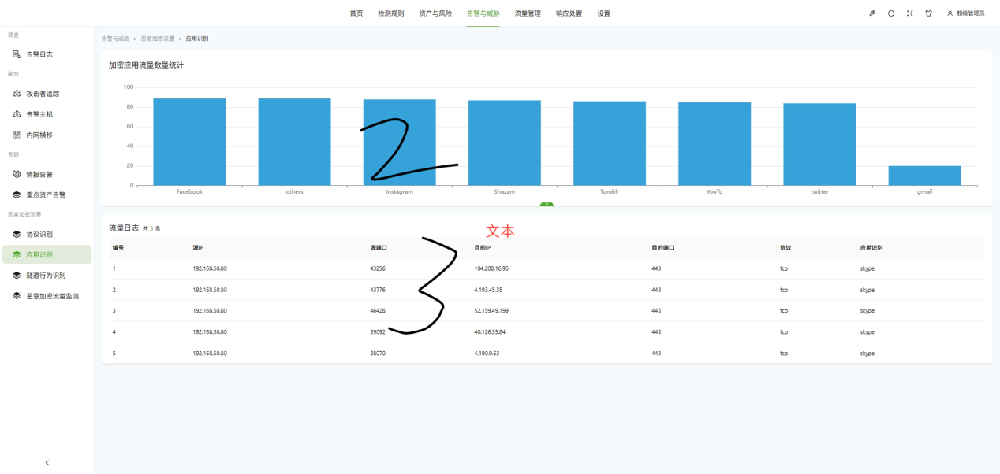 首页 检测规则 资产与风险 告警与威胁 流量管理 响应处置 设置 超级管理员
调查
告警日志
聚合
攻击者追踪
告警主机
内网横移
专题
情报告警
重点资产告警
恶意加密流量
协议识别
应用识别
隧道行为识别
恶意加密流量监测
告警与威胁 > 恶意加密流量 > 应用识别
加密应用流量数量统计
100
80
60
40
20
0
Facebook others Instagram Shazam Tumblr YouTu twitter gmail
2
流量日志 共 5 条
文本
编号 源IP 源端口 目的IP 目的端口 协议 应用识别
1 192.168.50.80 43256 104.208.16.95 443 tcp skype
2 192.168.50.80 43776 4.193.45.35 443 tcp skype
3 192.168.50.80 46428 52.159.49.199 443 tcp skype
4 192.168.50.80 39092 40.126.35.84 443 tcp skype
5 192.168.50.80 38070 4.190.9.63 443 tcp skype
3